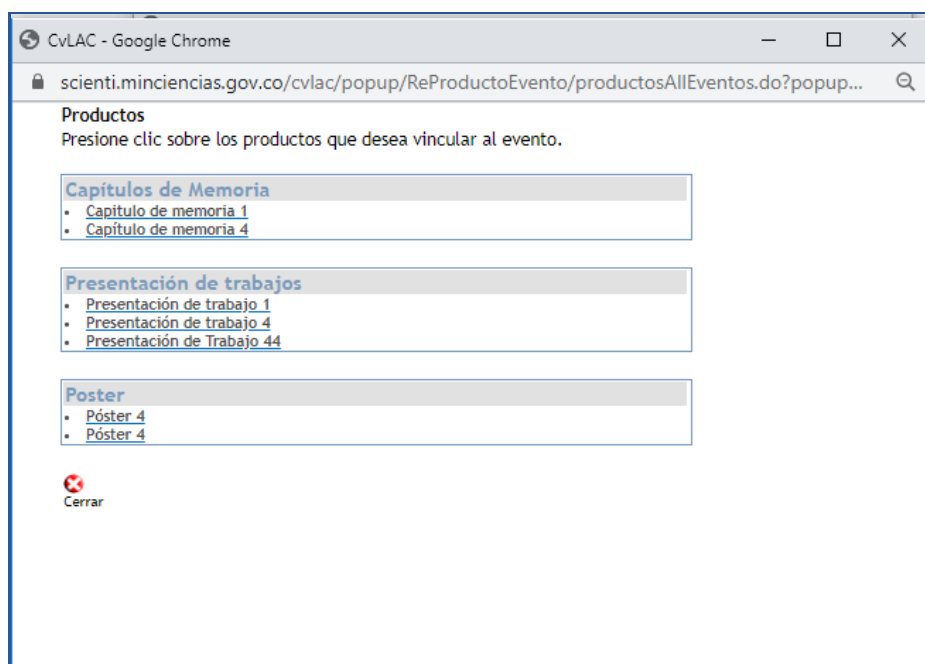 CvLAC - Google Chrome
scienti.minciencias.gov.co/cvlac/popup/ReProductoEvento/productosAllEventos.do?popup...
Productos
Presione clic sobre los productos que desea vincular al evento.
Capítulos de Memoria
Capitulo de memoria 1
Capítulo de memoria 4
Presentación de trabajos
Presentación de trabajo 1
Presentación de trabajo 4
Presentación de Trabajo 44
Poster
Póster 4
Póster 4
Cerrar